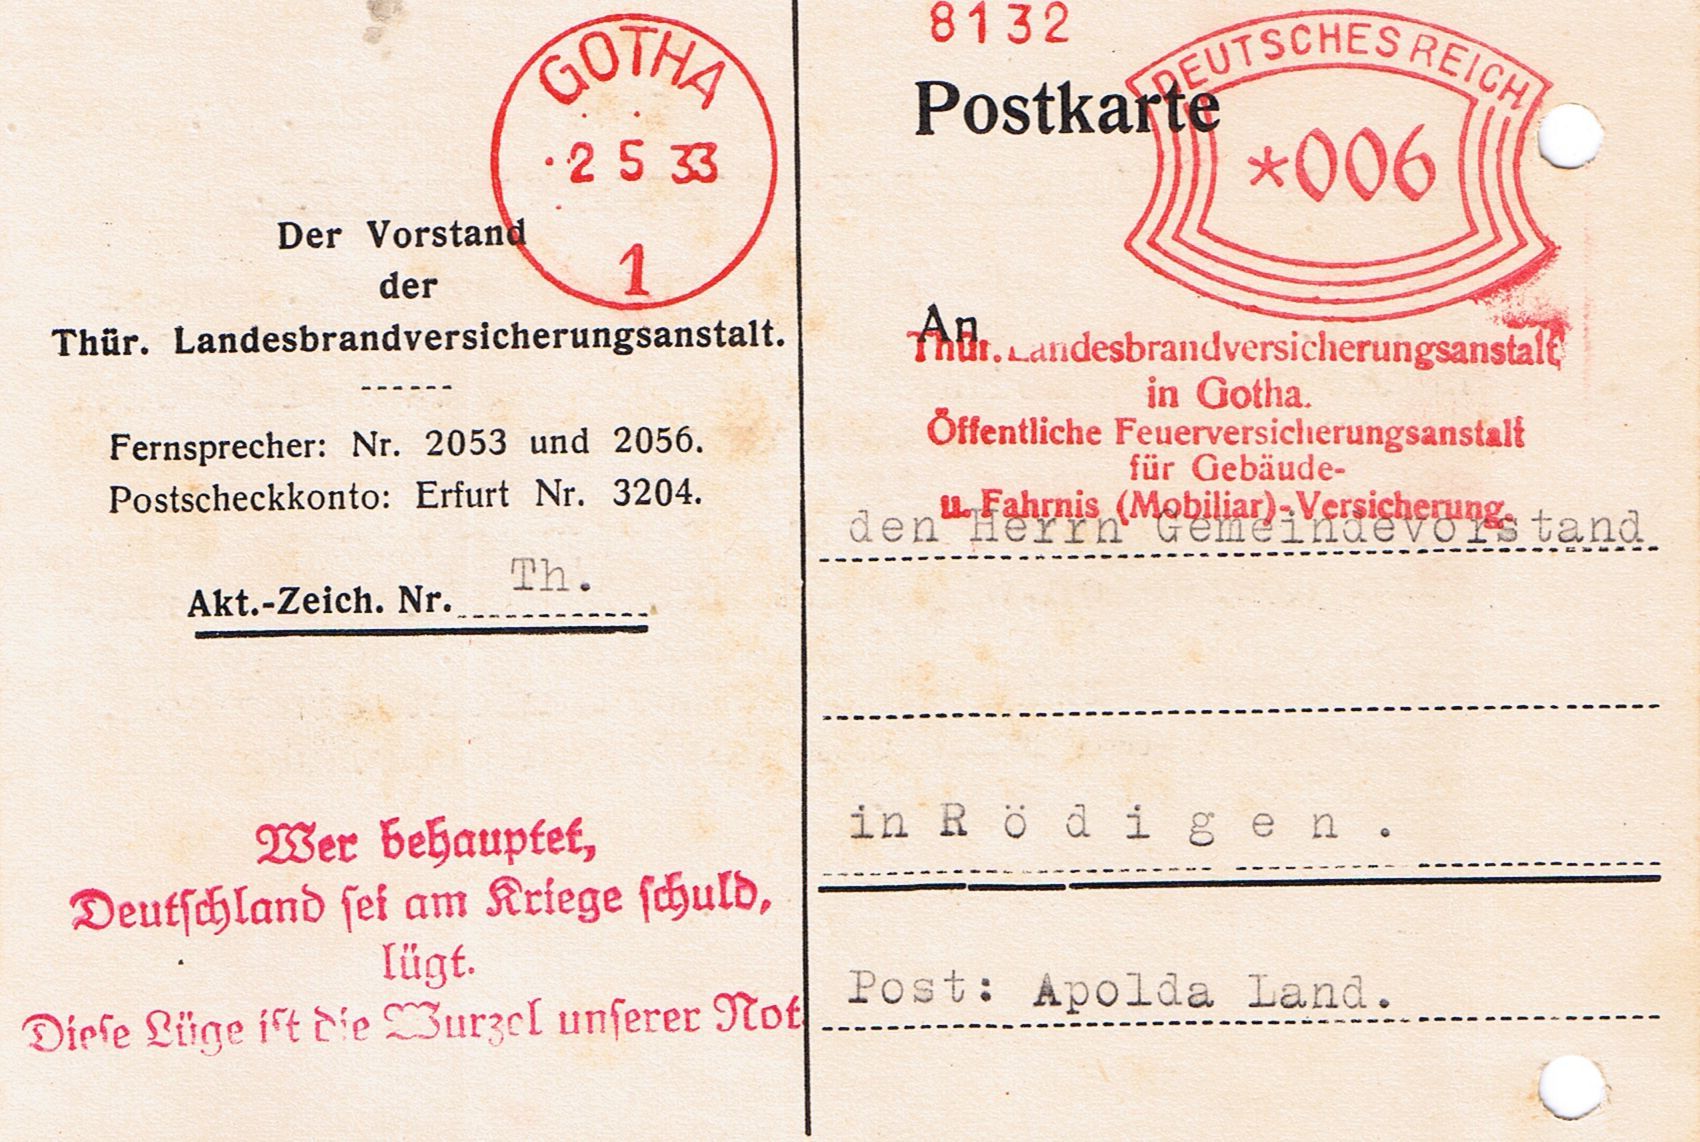 GOTHA
2 5 33
1
Der Vorstand
der
Thür. Landesbrandversicherungsanstalt.
Fernsprecher: Nr. 2053 und 2056.
Postscheckkonto: Erfurt Nr. 3204.
Akt.-Zeich. Nr. Th.
Wer behauptet,
Deutschland sei am Kriege schuld,
lügt.
Diese Lüge ist die Wurzel unserer Not
8132
DEUTSCHES REICH
*006
Postkarte
An
Thür. Landesbrandversicherungsanstalt
in Gotha.
Öffentliche Feuerversicherungsanstalt
für Gebäude-
u. Fahrnis (Mobiliar)-Versicherung.
den Herrn Gemeindevorstand
in Rödigen.
Post: Apolda Land.